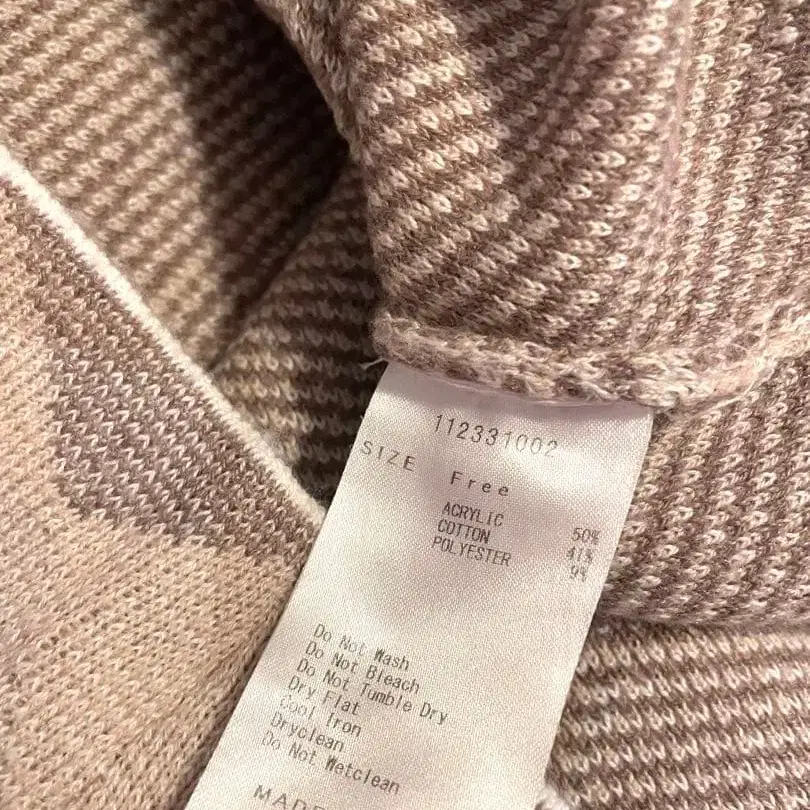 112331002
SIZE Free
ACRYLIC 50%
COTTON 41%
POLYESTER 9%
Do Not Wash
Do Not Bleach
Do Not Tumble Dry
Dry Flat
Cool Iron
Dryclean
Do Not Wetclean
MADE